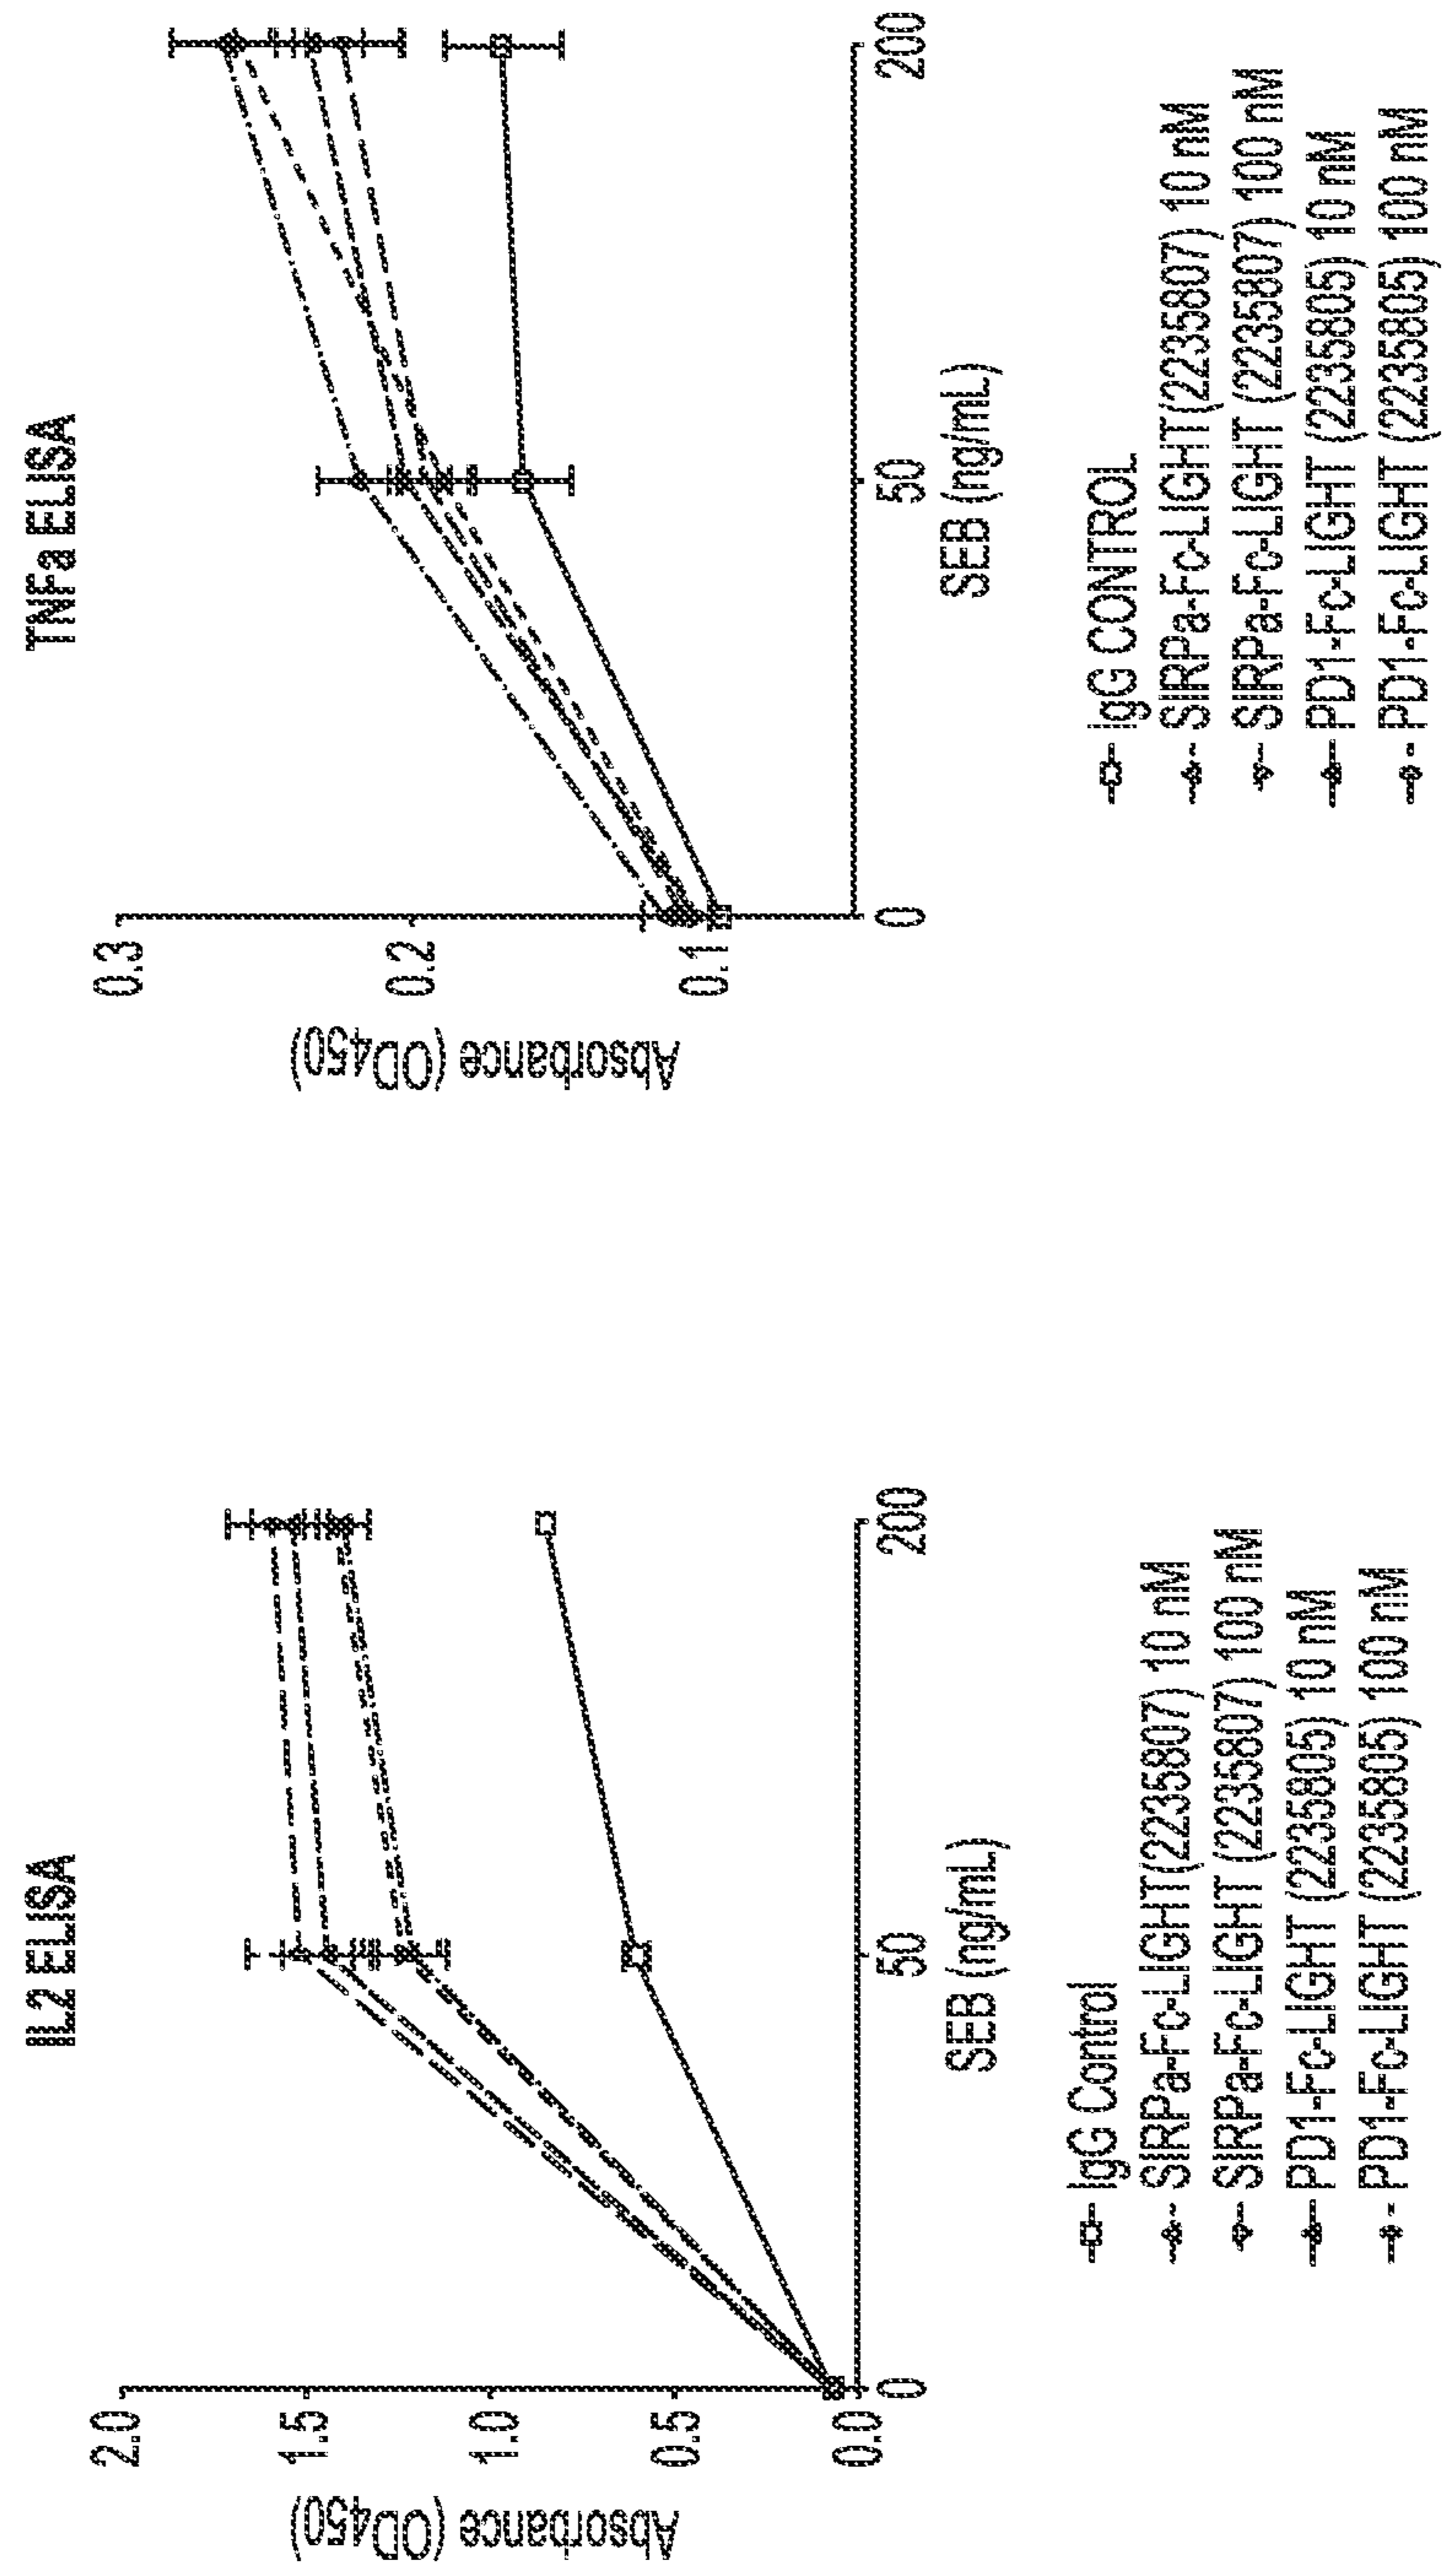 IL2 ELISA
Absorbance (OD450)
2.0
1.5
1.0
0.5
0.0
0
50
200
SEB (ng/mL)
IgG Control
SIRPa-Fc-LIGHT(2235807) 10 nM
SIRPa-Fc-LIGHT (2235807) 100 nM
PD1-Fc-LIGHT (2235805) 10 nM
PD1-Fc-LIGHT (2235805) 100 nM
TNFa ELISA
Absorbance (OD450)
0.3
0.2
0.1
0
50
200
SEB (ng/mL)
IgG CONTROL
SIRPa-Fc-LIGHT(2235807) 10 nM
SIRPa-Fc-LIGHT (2235807) 100 nM
PD1-Fc-LIGHT (2235805) 10 nM
PD1-Fc-LIGHT (2235805) 100 nM